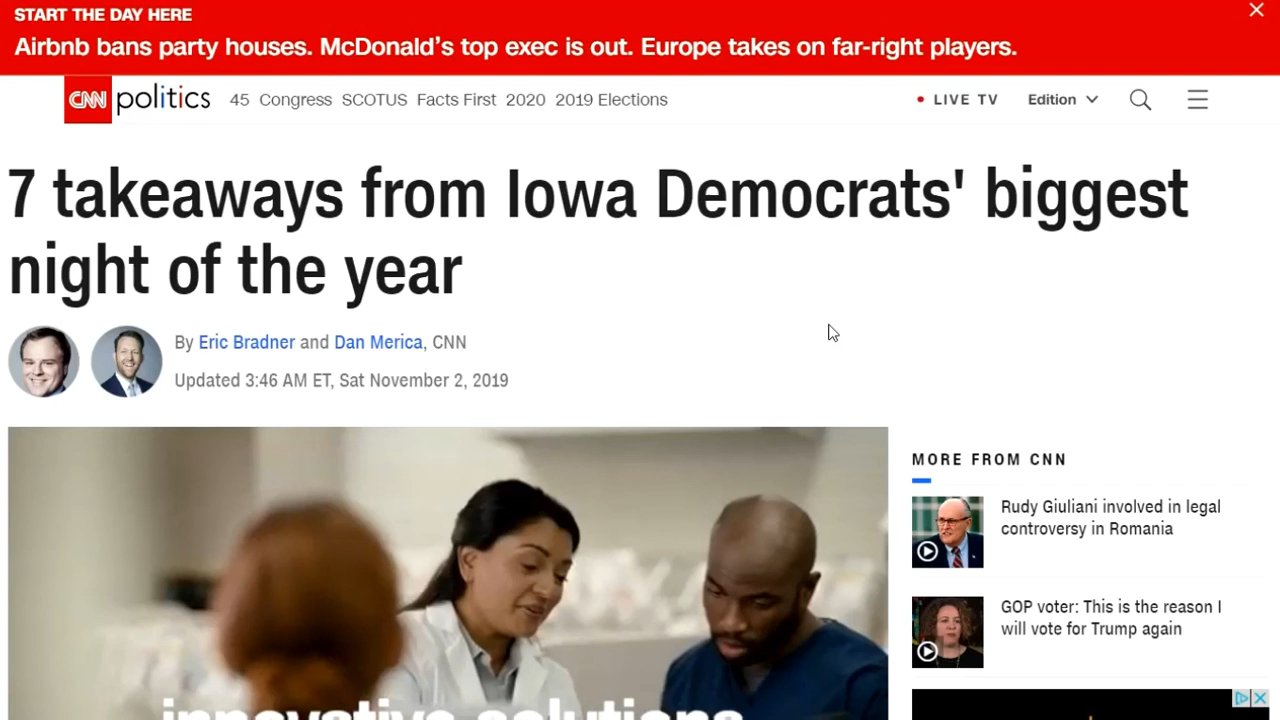 START THE DAY HERE
Airbnb bans party houses. McDonald's top exec is out. Europe takes on far-right players.
CNN politics 45 Congress SCOTUS Facts First 2020 2019 Elections LIVE TV Edition
7 takeaways from Iowa Democrats' biggest
night of the year
By Eric Bradner and Dan Merica, CNN
Updated 3:46 AM ET, Sat November 2, 2019
MORE FROM CNN
Rudy Giuliani involved in legal
controversy in Romania
GOP voter: This is the reason I
will vote for Trump again
innovative solutions